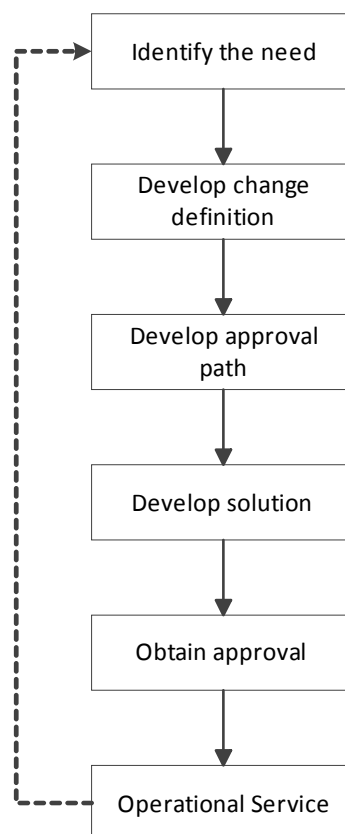 Identify the need
Develop change
definition
Develop approval
path
Develop solution
Obtain approval
Operational Service